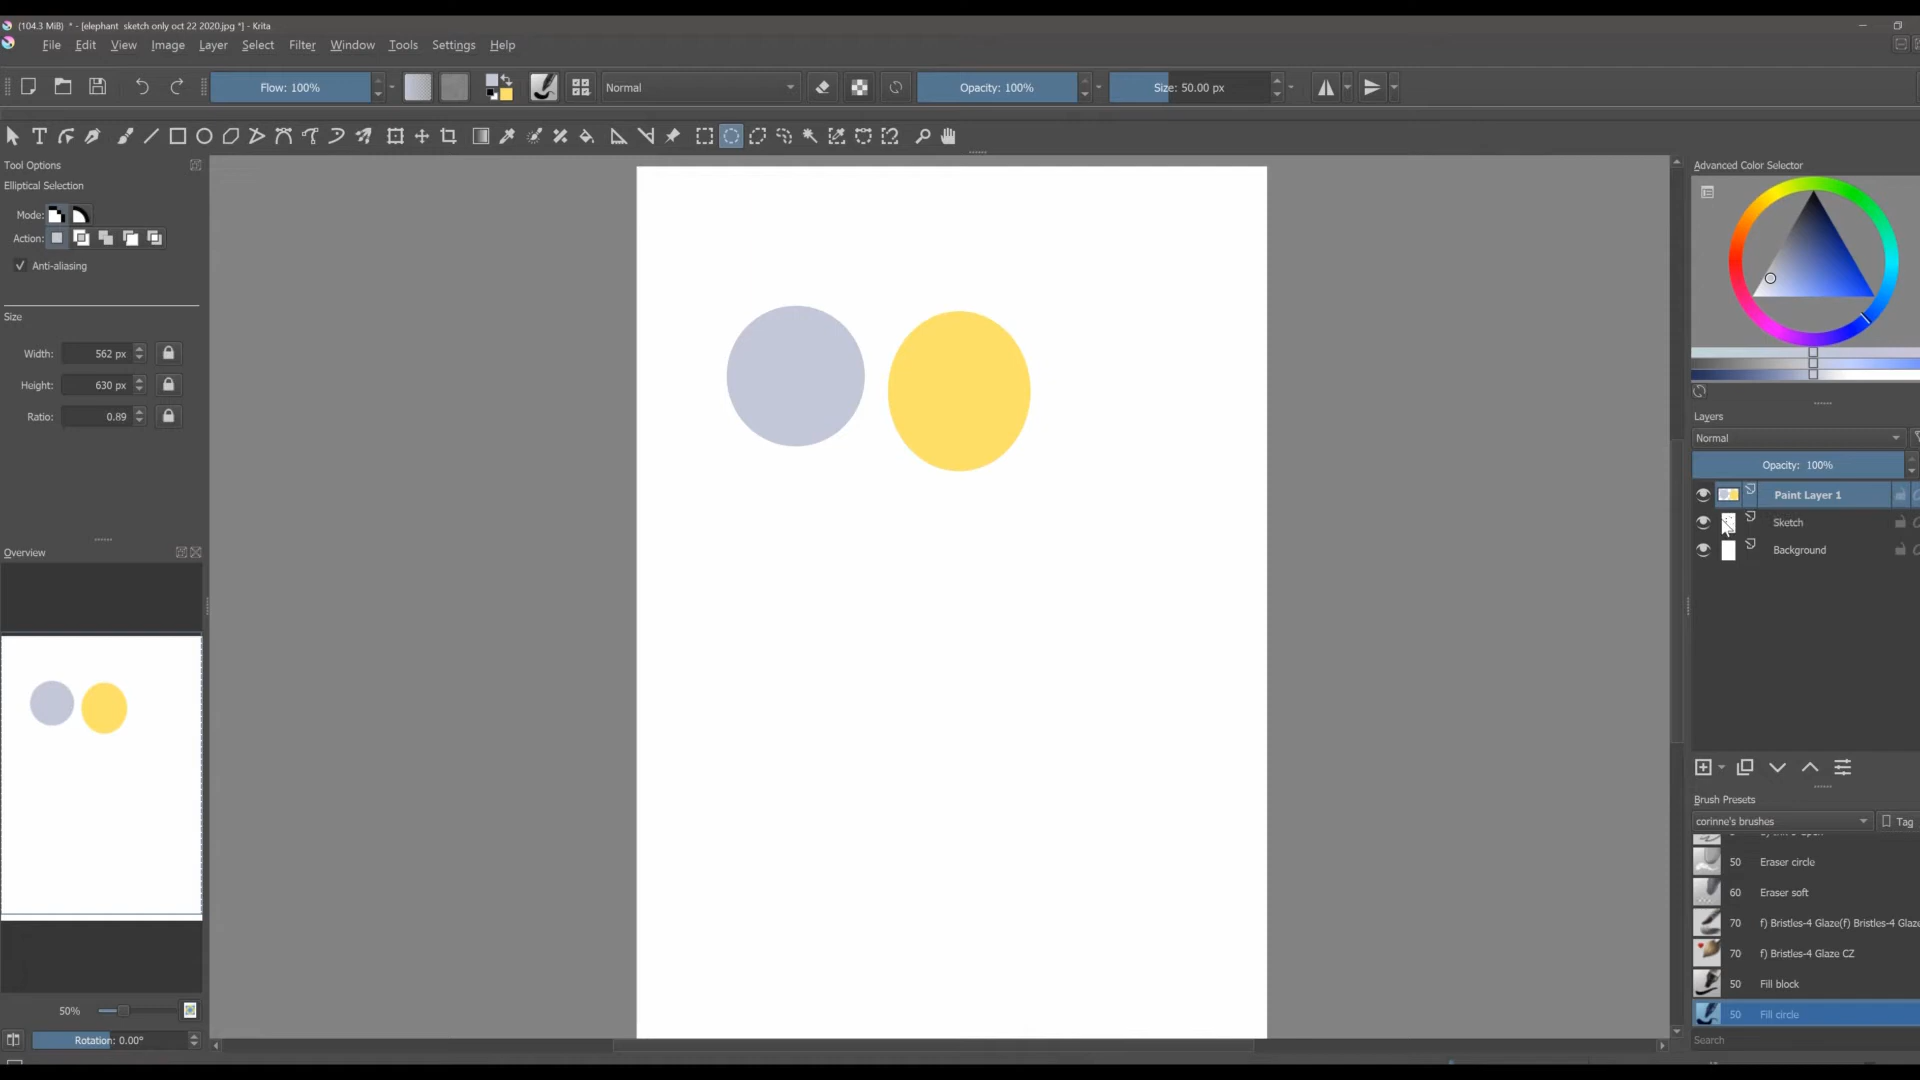 (104.3 MiB) * - [elephant sketch only oct 22 2020.jpg *] - Krita
File Edit View Image Layer Select Filter Window Tools Settings Help
Flow: 100% Normal Opacity: 100% Size: 50.00 px
Tool Options
Elliptical Selection
Mode:
Action:
Anti-aliasing
Size
Width: 562 px
Height: 630 px
Ratio: 0.89
Overview
50%
Rotation: 0.00°
Advanced Color Selector
Layers
Normal
Opacity: 100%
Paint Layer 1
Sketch
Background
Brush Presets
corinne's brushes Tag
50 Eraser circle
60 Eraser soft
70 f) Bristles-4 Glaze(f) Bristles-4 Glaze
70 f) Bristles-4 Glaze CZ
50 Fill block
50 Fill circle
Search